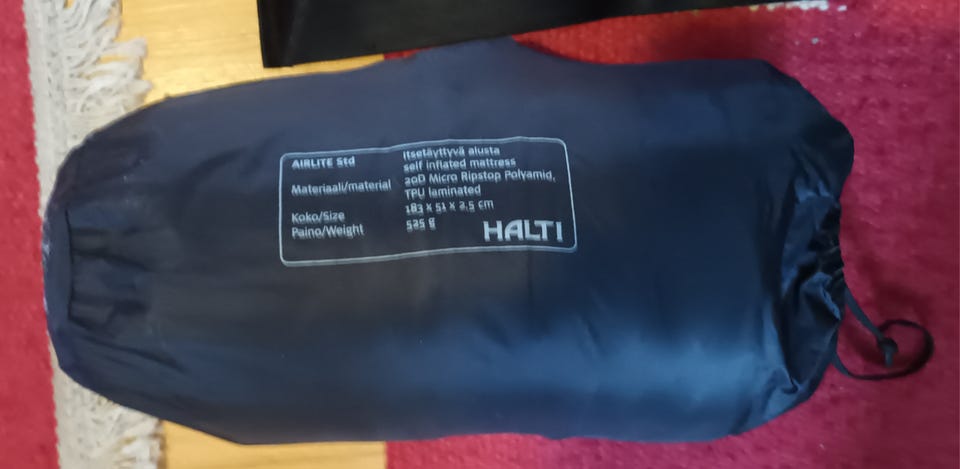 AIRLITE Std Itsetäyttyvä alusta
self inflated mattress
Materiaali/material 20D Micro Ripstop Polyamid,
TPU laminated
Koko/Size 183 x 51 x 2,5 cm
Paino/Weight 525 g
HALTI